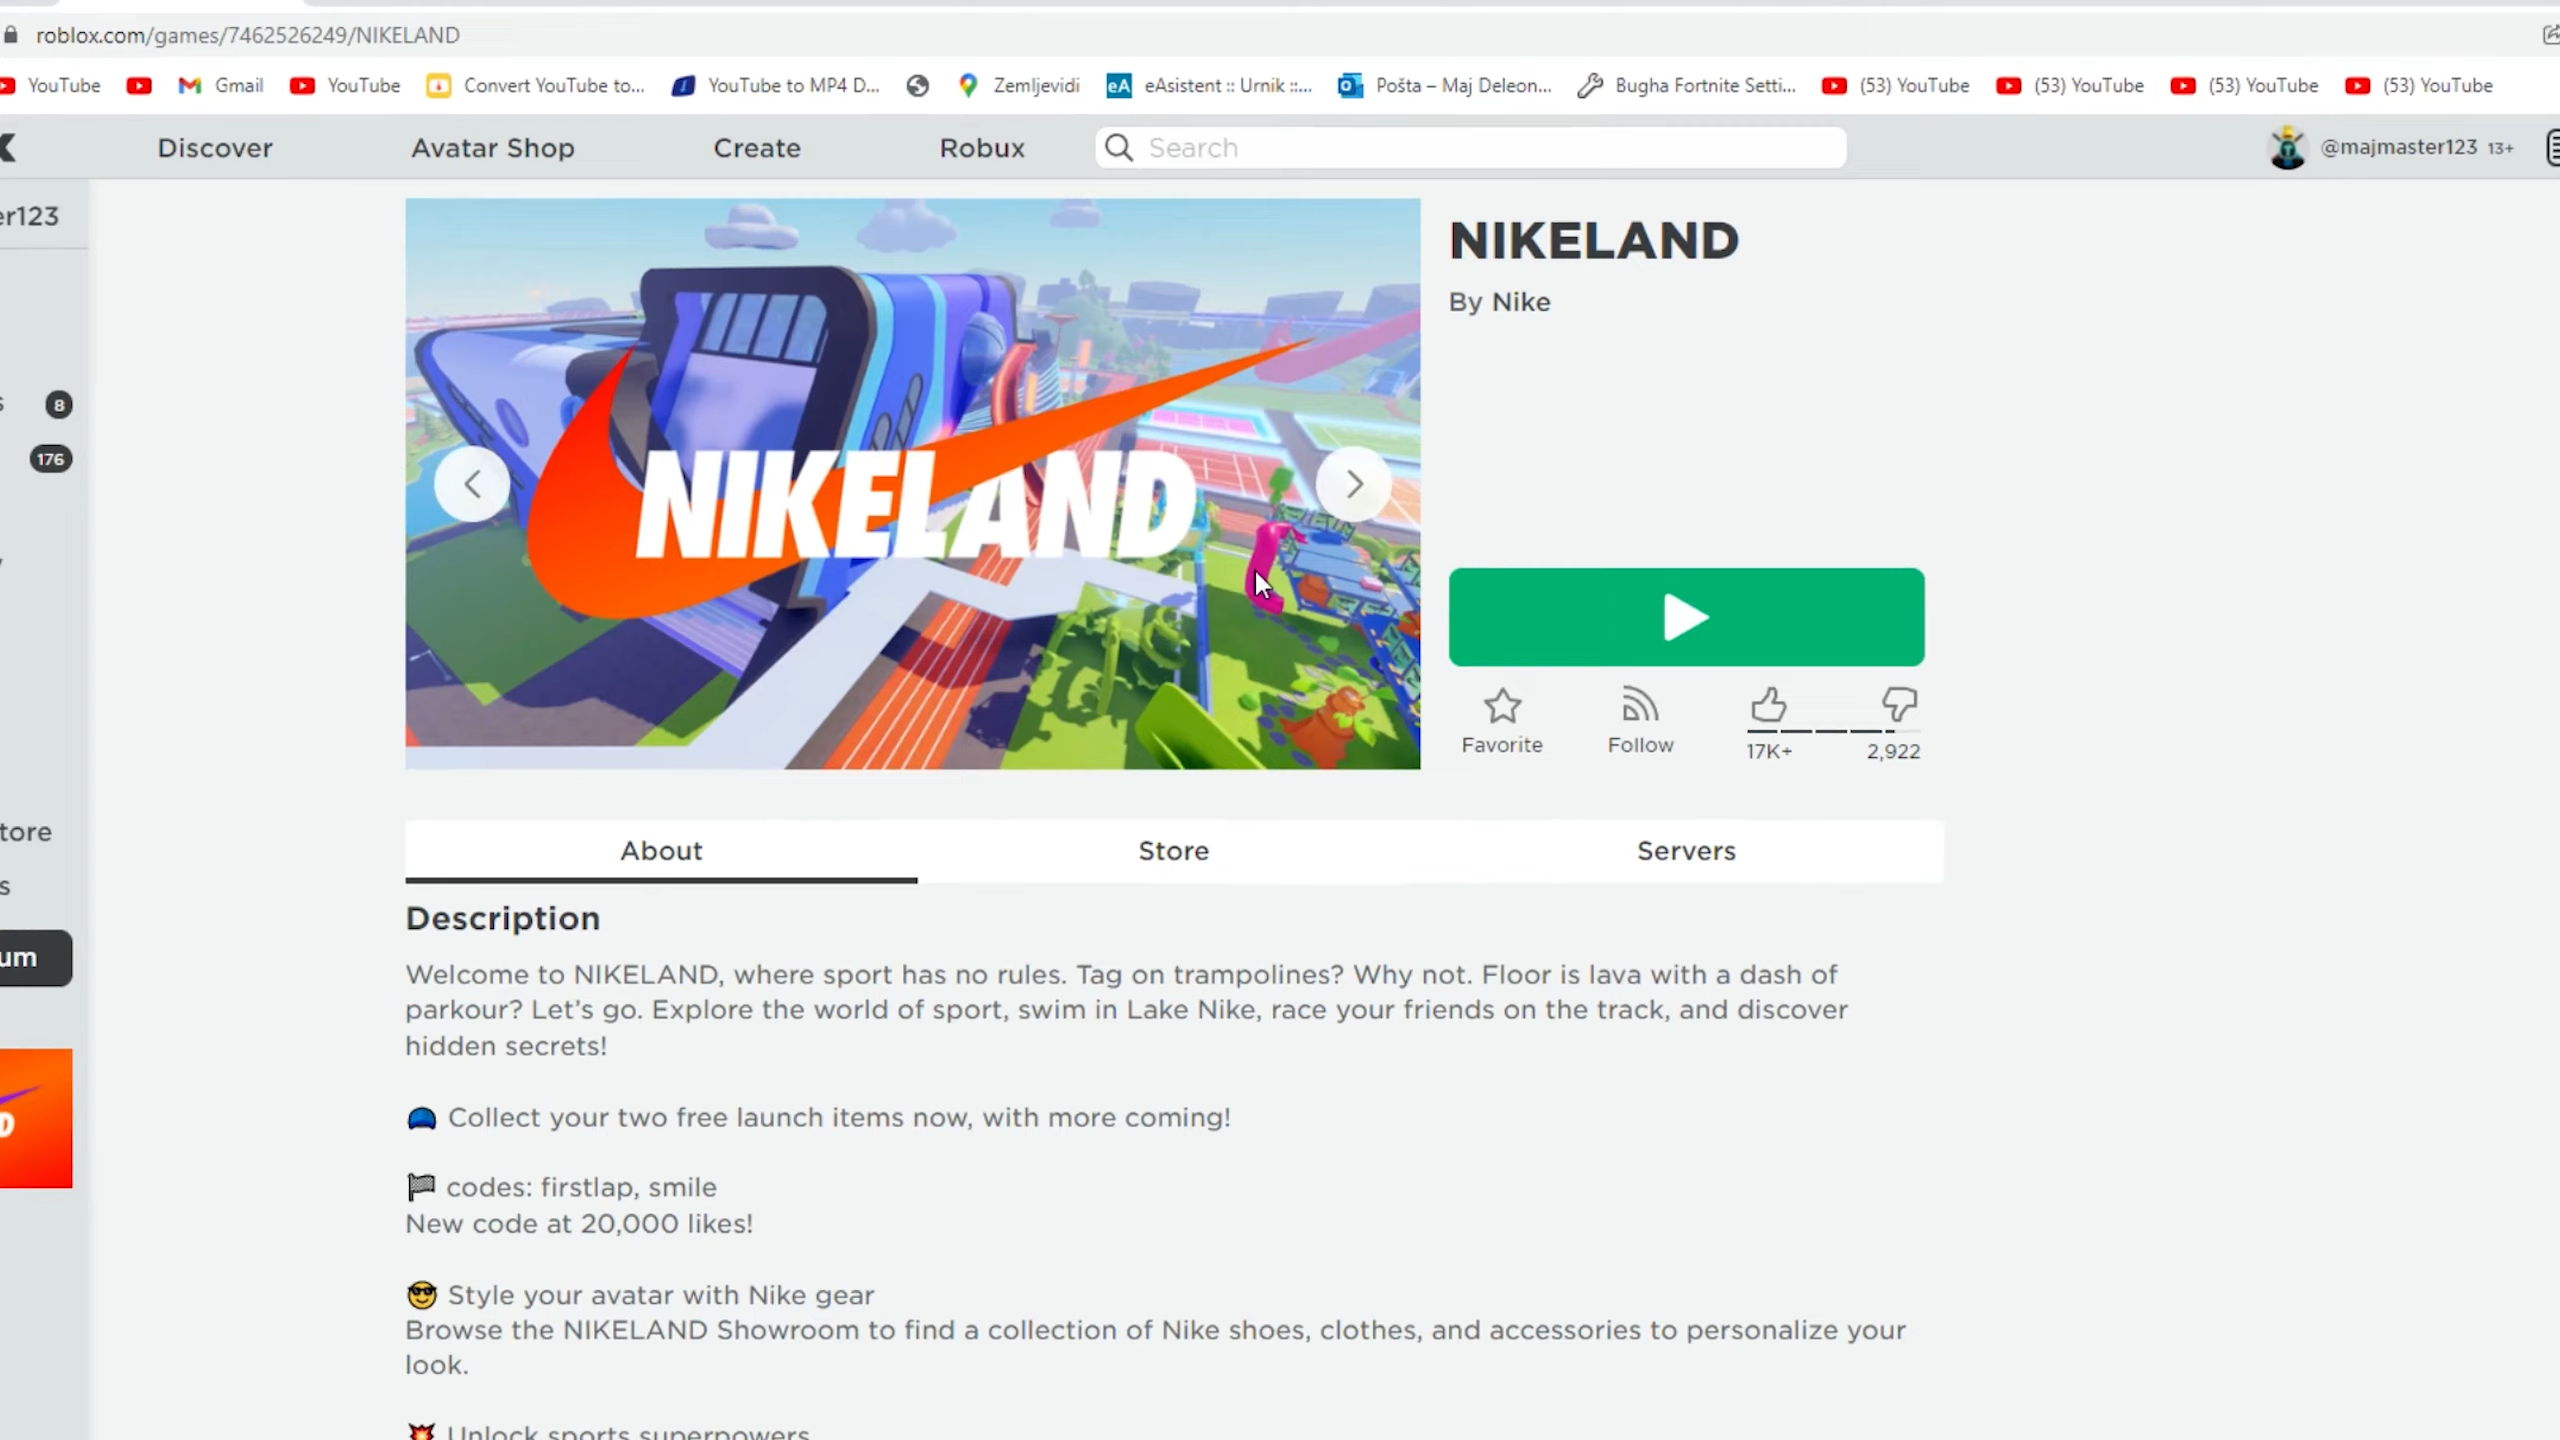 roblox.com/games/7462526249/NIKELAND
YouTube Gmail YouTube Convert YouTube to... YouTube to MP4 D... Zemljevidi eA eAsistent :: Urnik ::... Pošta – Maj Deleon... Bugha Fortnite Setti... (53) YouTube (53) YouTube (53) YouTube (53) YouTube
Discover Avatar Shop Create Robux Search @majmaster123 13+
er123
8
176
tore
s
um
D
NIKELAND
NIKELAND
By Nike
Favorite Follow 17K+ 2,922
About Store Servers
Description
Welcome to NIKELAND, where sport has no rules. Tag on trampolines? Why not. Floor is lava with a dash of
parkour? Let’s go. Explore the world of sport, swim in Lake Nike, race your friends on the track, and discover
hidden secrets!
Collect your two free launch items now, with more coming!
codes: firstlap, smile
New code at 20,000 likes!
Style your avatar with Nike gear
Browse the NIKELAND Showroom to find a collection of Nike shoes, clothes, and accessories to personalize your
look.
Unlock sports superpowers